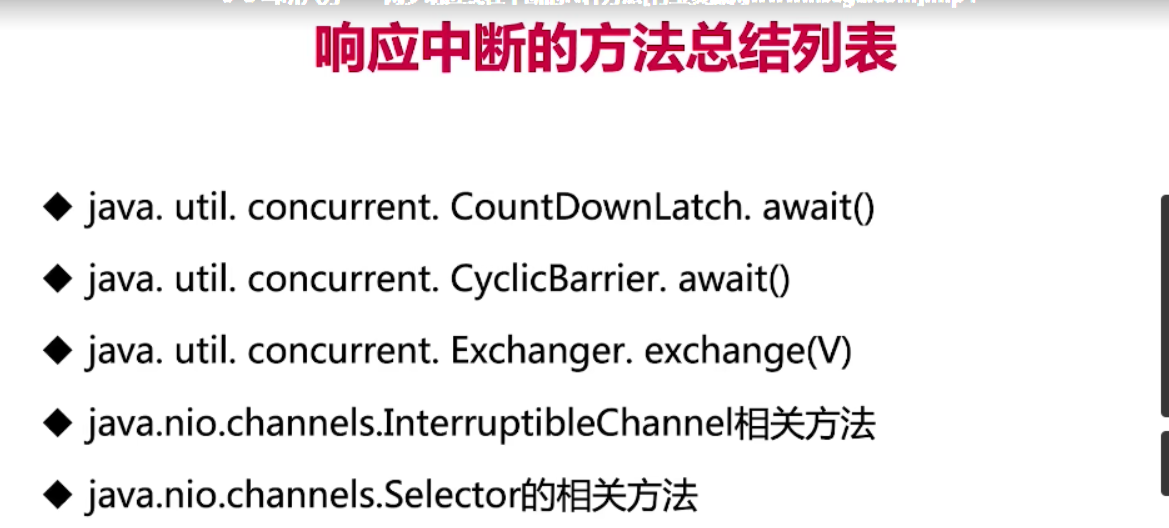 响应中断的方法总结列表
◆ java. util. concurrent. CountDownLatch. await()
◆ java. util. concurrent. CyclicBarrier. await()
◆ java. util. concurrent. Exchanger. exchange(V)
◆ java.nio.channels.InterruptibleChannel相关方法
◆ java.nio.channels.Selector的相关方法